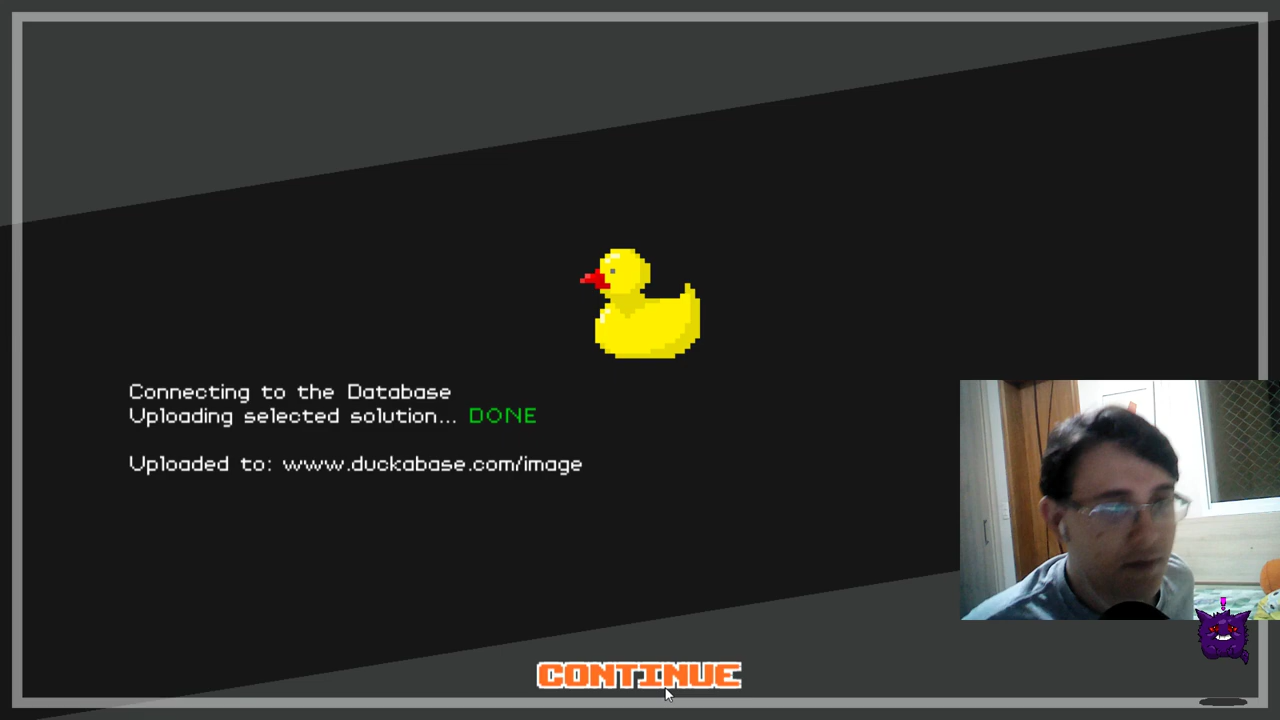 Connecting to the Database
Uploading selected solution... DONE
Uploaded to: www.duckabase.com/image
CONTINUE